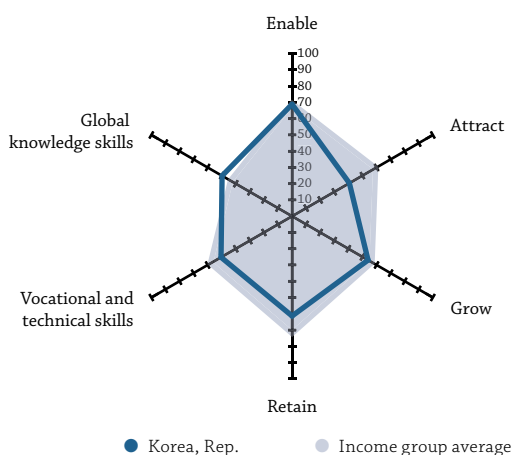 Enable
100
90
80
70
60
50
40
30
20
10
Attract
Global
knowledge skills
Vocational and
technical skills
Grow
Retain
Korea, Rep.
Income group average